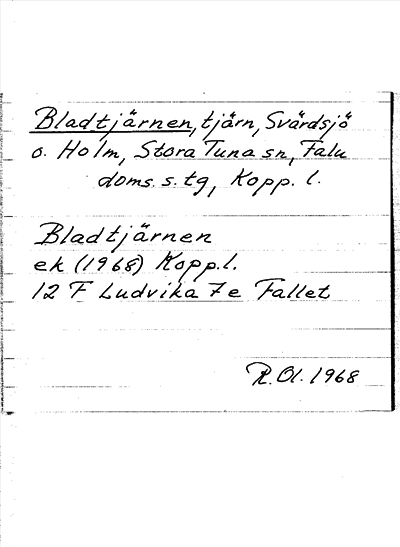 Bladtjärnen, tjärn, Svärdsjö
o. Holm, Stora Tuna sn, Falu
doms. s. tg, Kopp. l.
Bladtjärnen
ek (1968) Kopp. l.
12 F Ludvika 7 e Fallet
R. Ol. 1968